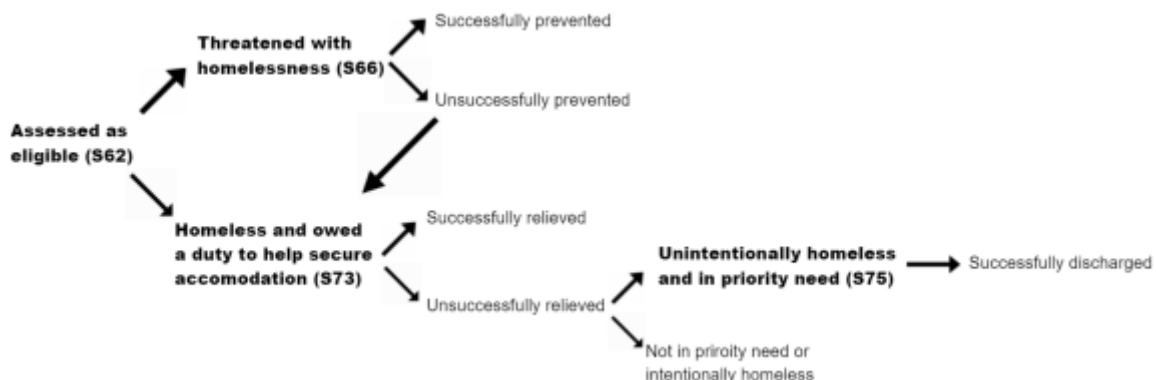 Successfully prevented
Threatened with
homelessness (S66)
Unsuccessfully prevented
Assessed as
eligible (S62)
Homeless and owed
a duty to help secure
accomodation (S73)
Successfully relieved
Unsuccessfully relieved
Unintentionally homeless
and in priority need (S75)
Successfully discharged
Not in priroity need or
intentionally homeless